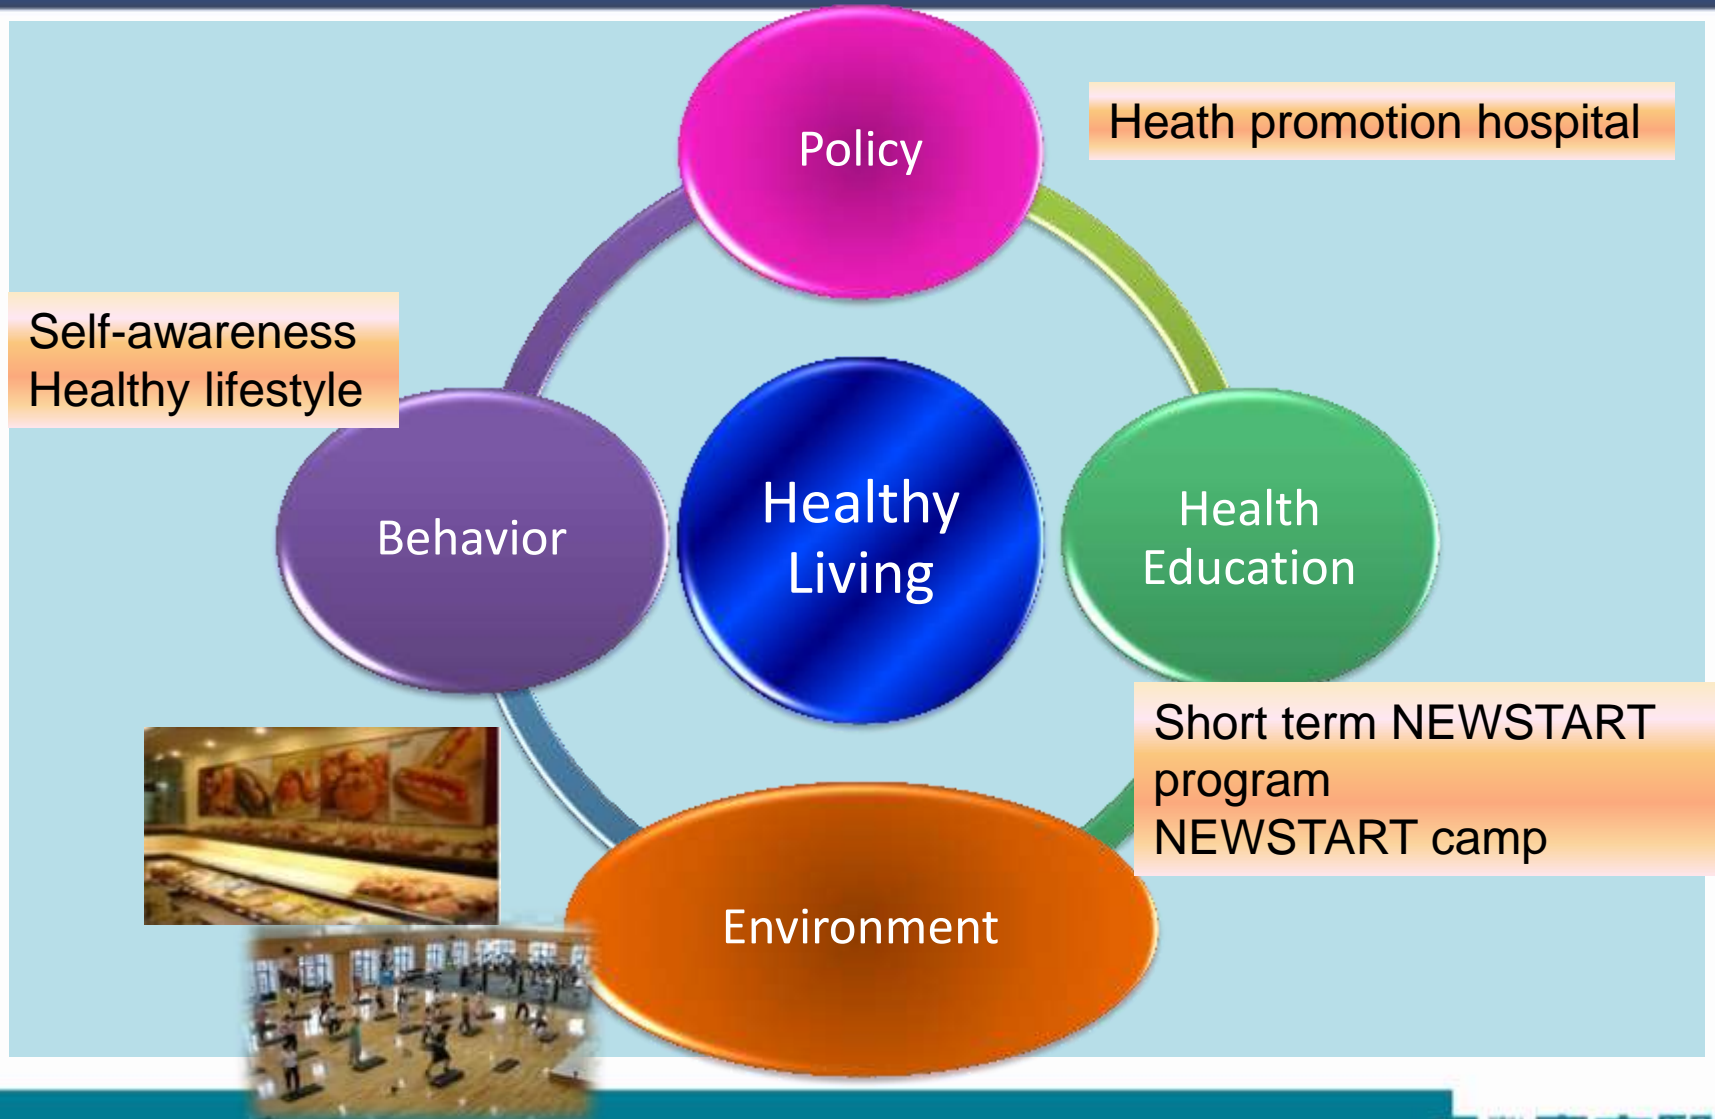 Policy
Heath promotion hospital
Self-awareness
Healthy lifestyle
Behavior
Healthy
Living
Health
Education
Short term NEWSTART
program
NEWSTART camp
Environment